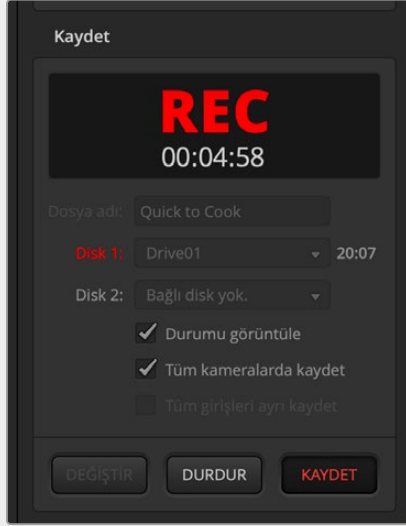 Kaydet
REC
00:04:58
Dosya adı: Quick to Cook
Disk 1: Drive01 20:07
Disk 2: Bağlı disk yok.
Durumu görüntüle
Tüm kameralarda kaydet
Tüm girişleri ayrı kaydet
DEĞİŞTİR DURDUR KAYDET